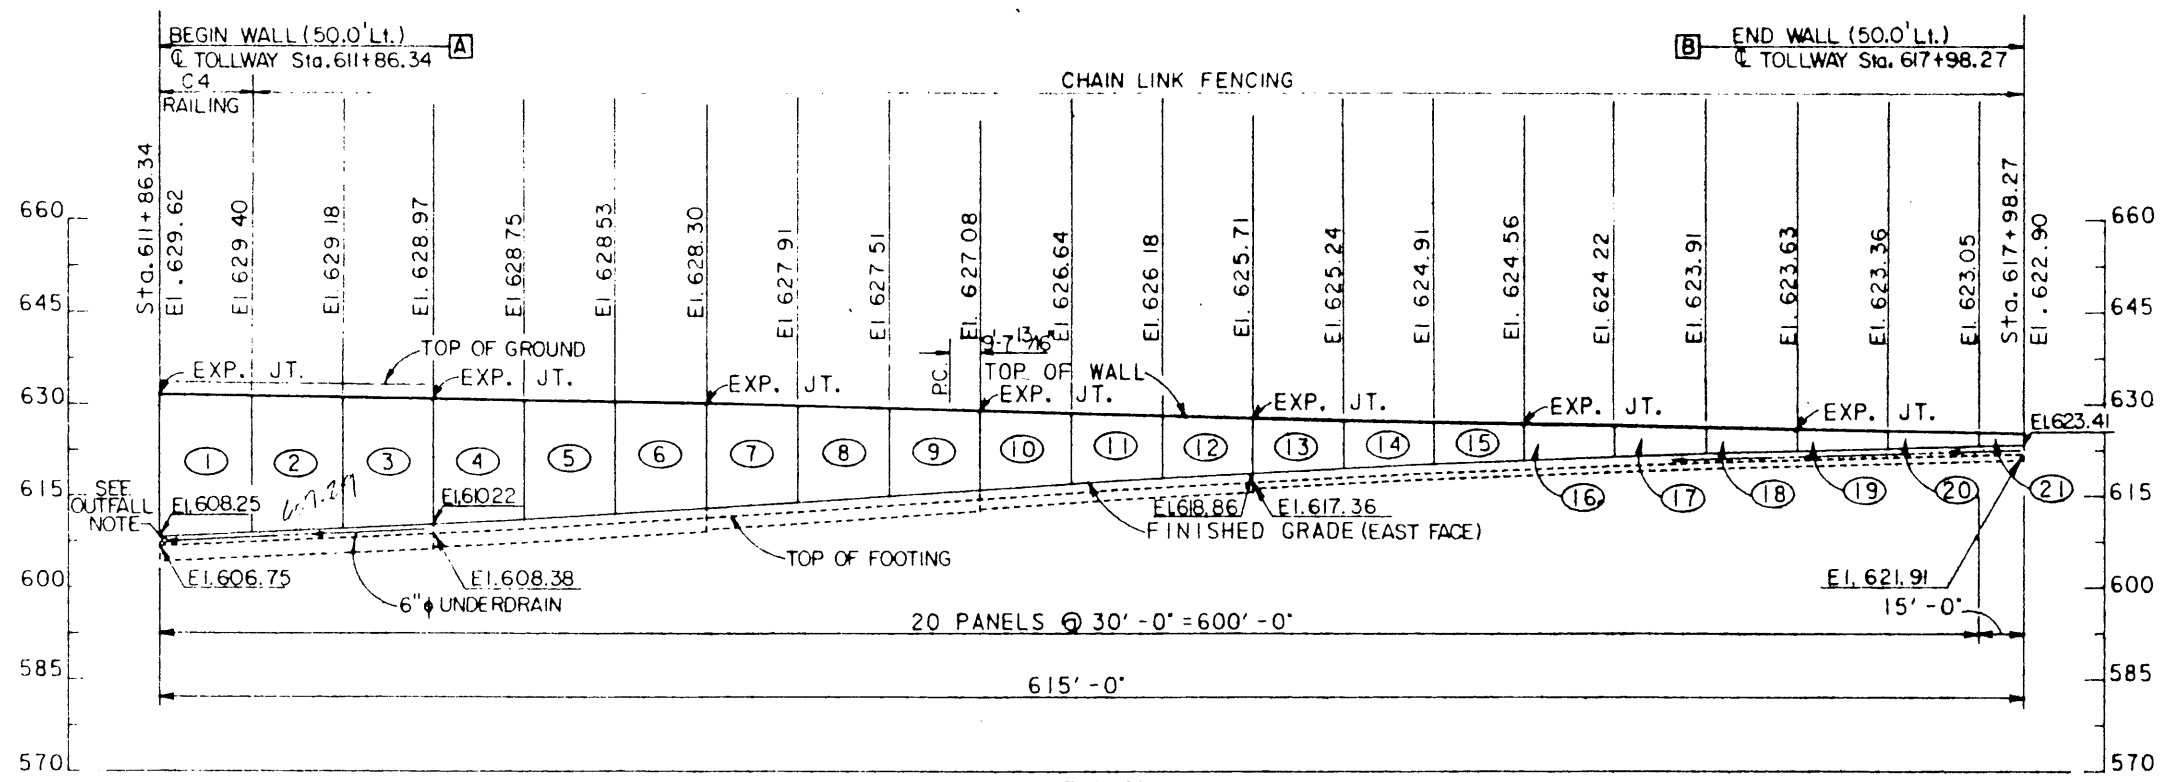 BEGIN WALL (50.0'Lt.)
℄ TOLLWAY Sta. 611+86.34
A
B
END WALL (50.0'Lt.)
℄ TOLLWAY Sta. 617+98.27
C4
RAILING
CHAIN LINK FENCING
Sta. 611+86.34
El. 629.62
El 629 40
El. 629.18
El. 628.97
El 628 75
El. 628.53
El. 628.30
El 627 91
El 627 51
El. 627 08
El. 626.64
El. 626.18
El. 625.71
El. 625.24
El. 624.91
El. 624.56
El. 624 22
El. 623.91
El. 623.63
El. 623.36
El. 623.05
Sta. 617+98.27
El. 622.90
660
645
630
615
600
585
570
660
645
630
615
600
585
570
TOP OF GROUND
EXP. JT.
EXP. JT.
EXP. JT.
P.C.
9'-7 13/16"
TOP OF WALL
EXP. JT.
EXP. JT.
EXP. JT.
EXP. JT.
El.623.41
1
2
3
4
5
6
7
8
9
10
11
12
13
14
15
16
17
18
19
20
21
SEE
OUTFALL
NOTE
El.608.25
El.610.22
El.618.86
El.617.36
FINISHED GRADE (EAST FACE)
TOP OF FOOTING
El.606.75
El.608.38
6"ϕ UNDERDRAIN
El. 621.91
15'-0"
20 PANELS @ 30'-0" = 600'-0"
615'-0"